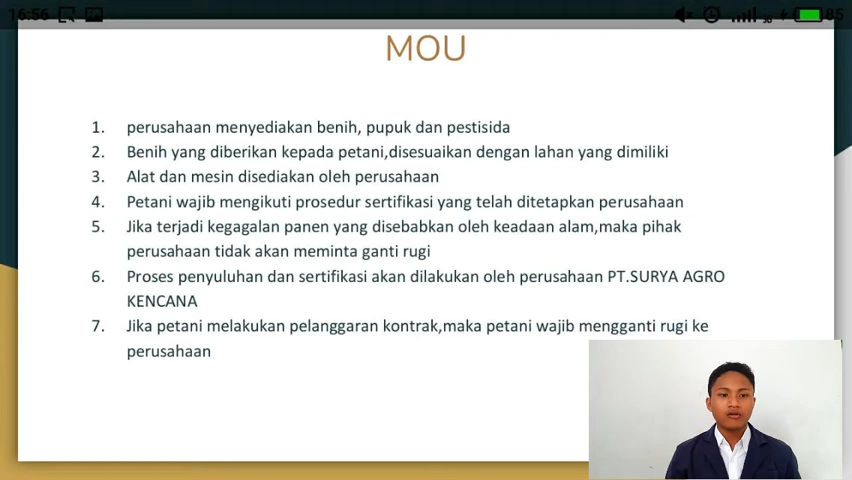 16:56
85
MOU
1. perusahaan menyediakan benih, pupuk dan pestisida
2. Benih yang diberikan kepada petani,disesuaikan dengan lahan yang dimiliki
3. Alat dan mesin disediakan oleh perusahaan
4. Petani wajib mengikuti prosedur sertifikasi yang telah ditetapkan perusahaan
5. Jika terjadi kegagalan panen yang disebabkan oleh keadaan alam,maka pihak
perusahaan tidak akan meminta ganti rugi
6. Proses penyuluhan dan sertifikasi akan dilakukan oleh perusahaan PT.SURYA AGRO
KENCANA
7. Jika petani melakukan pelanggaran kontrak,maka petani wajib mengganti rugi ke
perusahaan